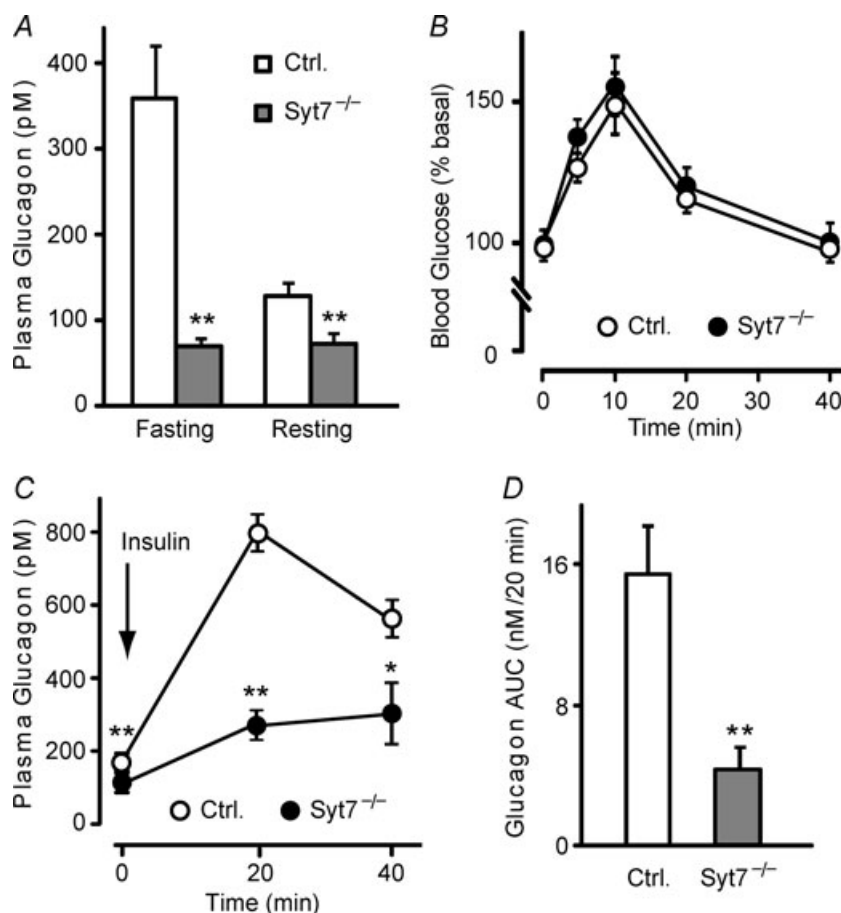 A
Plasma Glucagon (pM)
400
300
200
100
0
Ctrl.
Syt7−/−
**
**
Fasting
Resting
B
Blood Glucose (% basal)
150
100
0
Ctrl.
Syt7−/−
0
10
20
30
40
Time (min)
C
Plasma Glucagon (pM)
800
600
400
200
0
Insulin
**
**
*
Ctrl.
Syt7−/−
0
20
40
Time (min)
D
Glucagon AUC (nM/20 min)
16
8
0
**
Ctrl.
Syt7−/−